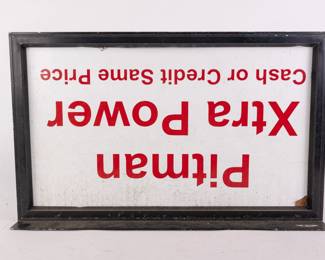 Pitman
Xtra Power
Cash or Credit Same Price